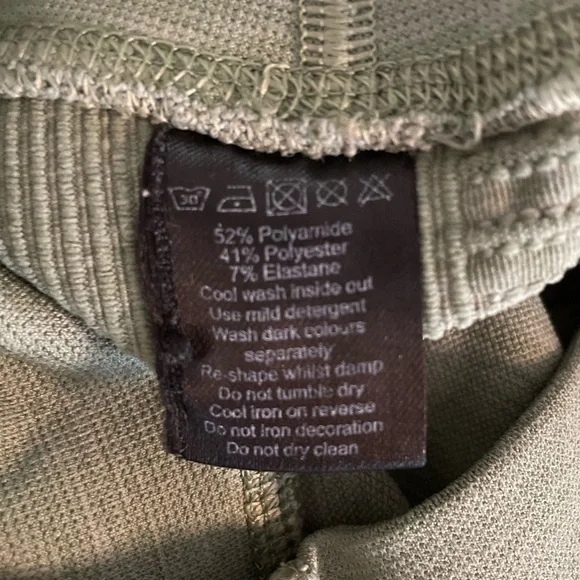 30
52% Polyamide
41% Polyester
7% Elastane
Cool wash inside out
Use mild detergent
Wash dark colours
separately
Re-shape whilst damp
Do not tumble dry
Cool iron on reverse
Do not iron decoration
Do not dry clean